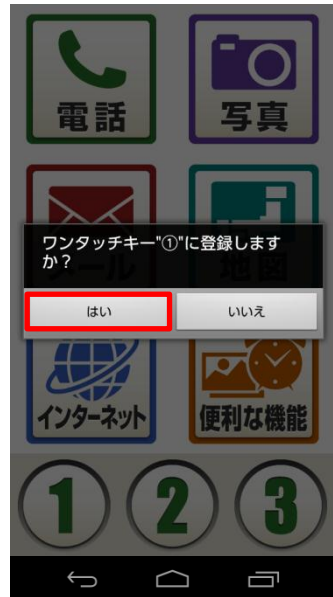 電話
写真
メール
地図
ワンタッチキー"①"に登録します
か？
はい
いいえ
インターネット
便利な機能
1
2
3